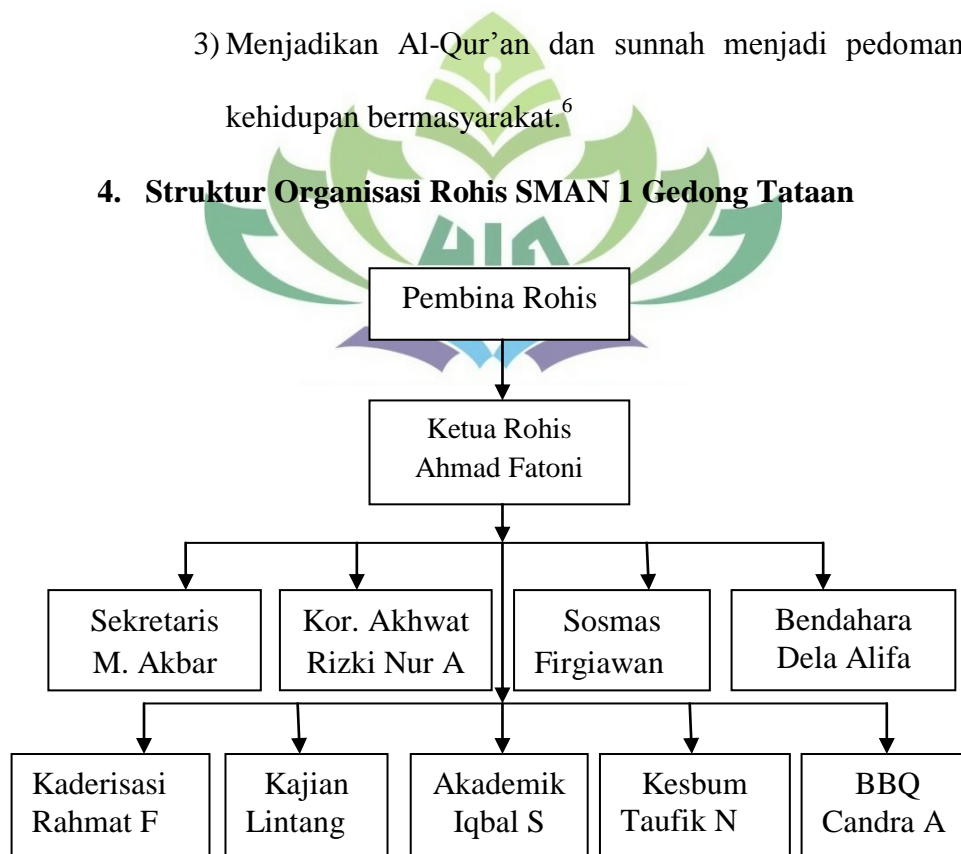 3) Menjadikan Al-Qur’an dan sunnah menjadi pedoman
kehidupan bermasyarakat.6
4. Struktur Organisasi Rohis SMAN 1 Gedong Tataan
Pembina Rohis
Ketua Rohis
Ahmad Fatoni
Sekretaris
M. Akbar
Kor. Akhwat
Rizki Nur A
Sosmas
Firgiawan
Bendahara
Dela Alifa
Kaderisasi
Rahmat F
Kajian
Lintang
Akademik
Iqbal S
Kesbum
Taufik N
BBQ
Candra A